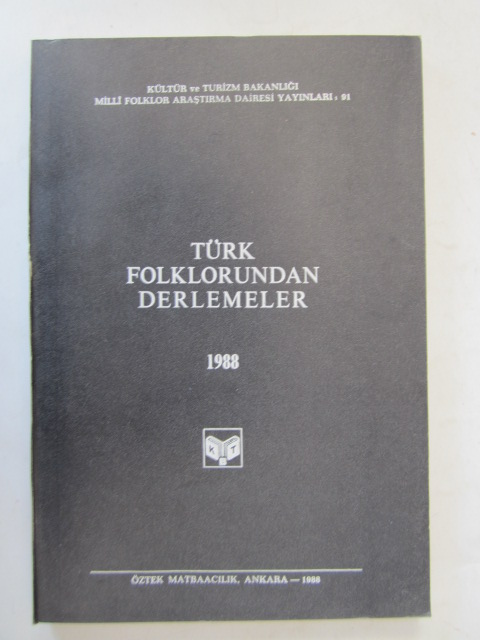 KÜLTÜR ve TURİZM BAKANLIĞI
MİLLÎ FOLKLOR ARAŞTIRMA DAİRESİ YAYINLARI: 91
TÜRK
FOLKLORUNDAN
DERLEMELER
1988
K T
ÖZTEK MATBAACILIK, ANKARA — 1988